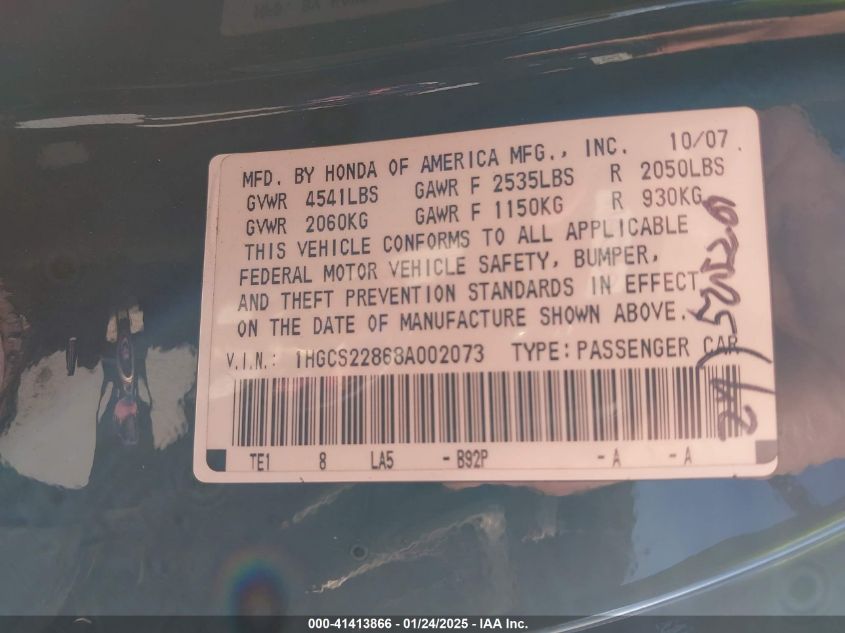 10/07
MFD. BY HONDA OF AMERICA MFG., INC.
GVWR 4541LBS GAWR F 2535LBS R 2050LBS
GVWR 2060KG GAWR F 1150KG R 930KG
THIS VEHICLE CONFORMS TO ALL APPLICABLE
FEDERAL MOTOR VEHICLE SAFETY, BUMPER,
AND THEFT PREVENTION STANDARDS IN EFFECT
ON THE DATE OF MANUFACTURE SHOWN ABOVE.
V.I.N.: 1HGCS22868A002073 TYPE: PASSENGER CAR
TE1 8 LA5 - B92P - A - A
000-41413866 - 01/24/2025 - IAA Inc.